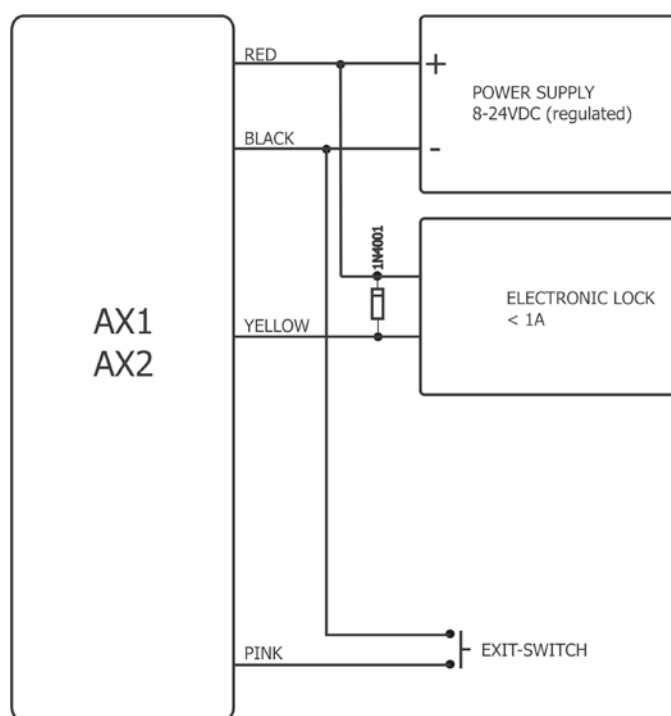 RED
+
POWER SUPPLY
8-24VDC (regulated)
BLACK
-
1N4001
ELECTRONIC LOCK
< 1A
AX1
AX2
YELLOW
EXIT-SWITCH
PINK